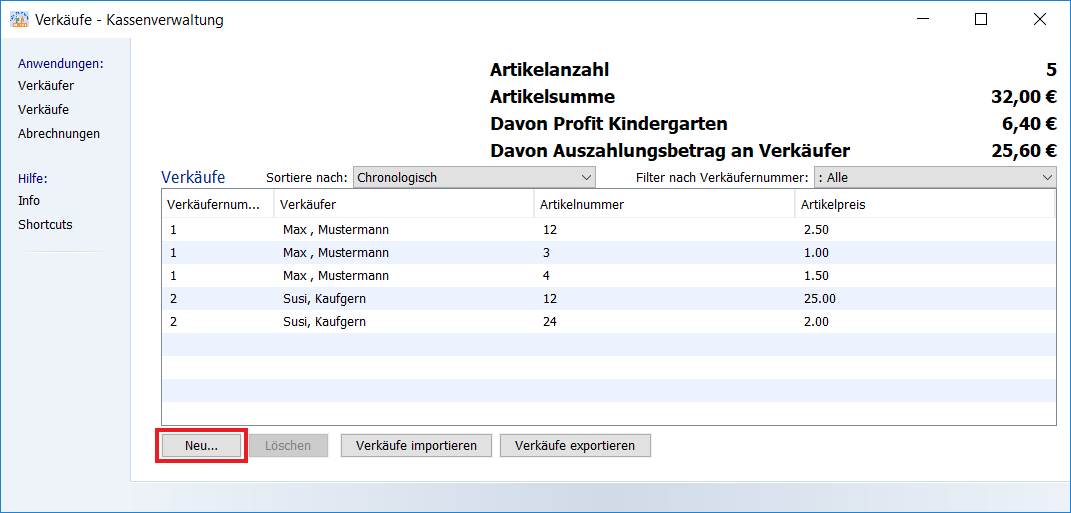 Verkäufe - Kassenverwaltung
Anwendungen:
Verkäufer
Verkäufe
Abrechnungen
Hilfe:
Info
Shortcuts
Artikelanzahl 5
Artikelsumme 32,00 €
Davon Profit Kindergarten 6,40 €
Davon Auszahlungsbetrag an Verkäufer 25,60 €
Verkäufe Sortiere nach: Chronologisch Filter nach Verkäufernummer: : Alle
Verkäufernum... Verkäufer Artikelnummer Artikelpreis
1 Max , Mustermann 12 2.50
1 Max , Mustermann 3 1.00
1 Max , Mustermann 4 1.50
2 Susi, Kaufgern 12 25.00
2 Susi, Kaufgern 24 2.00
Neu... Löschen Verkäufe importieren Verkäufe exportieren